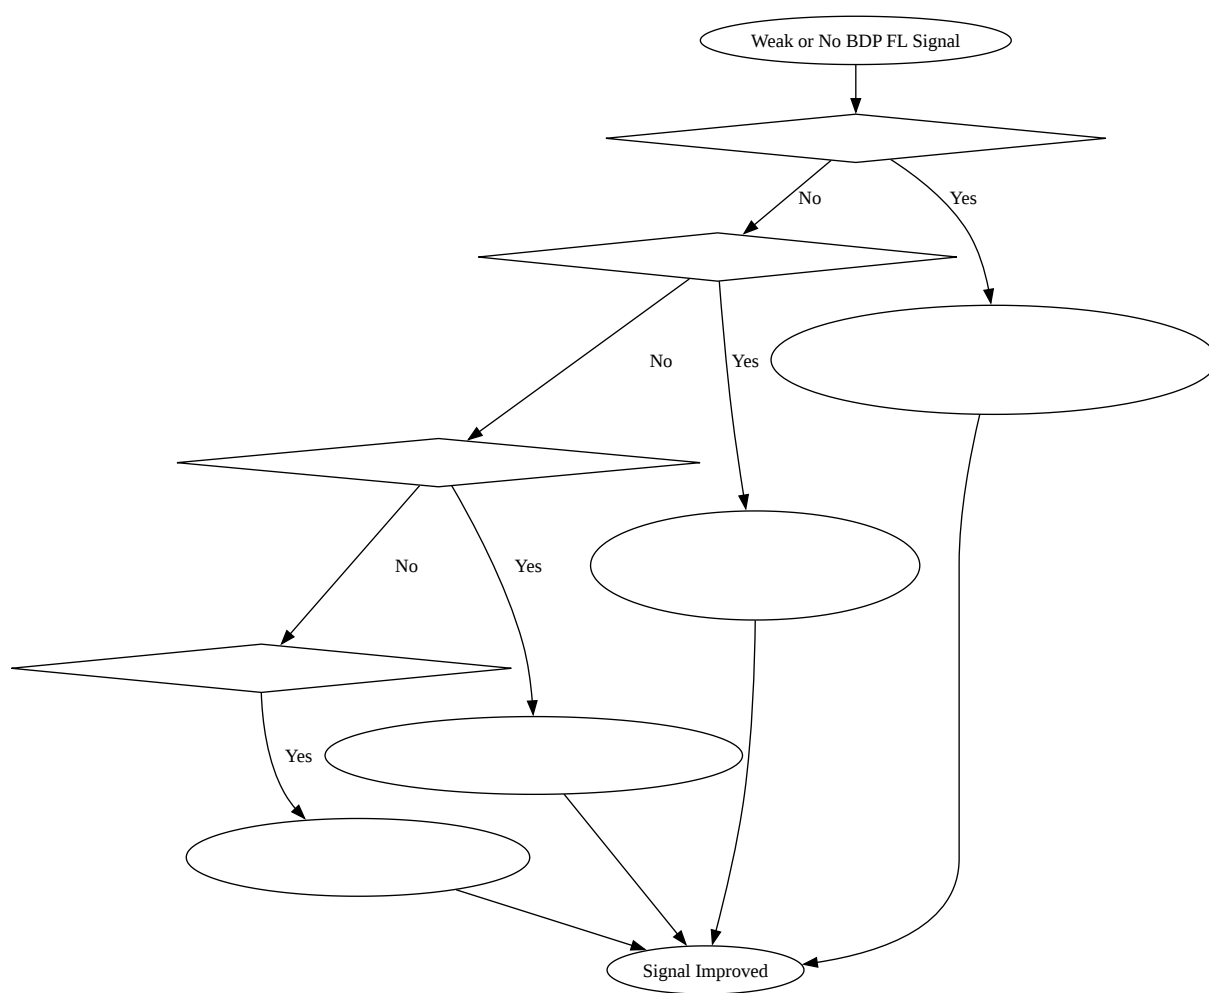 Weak or No BDP FL Signal
No
Yes
No
Yes
No
Yes
Yes
Signal Improved